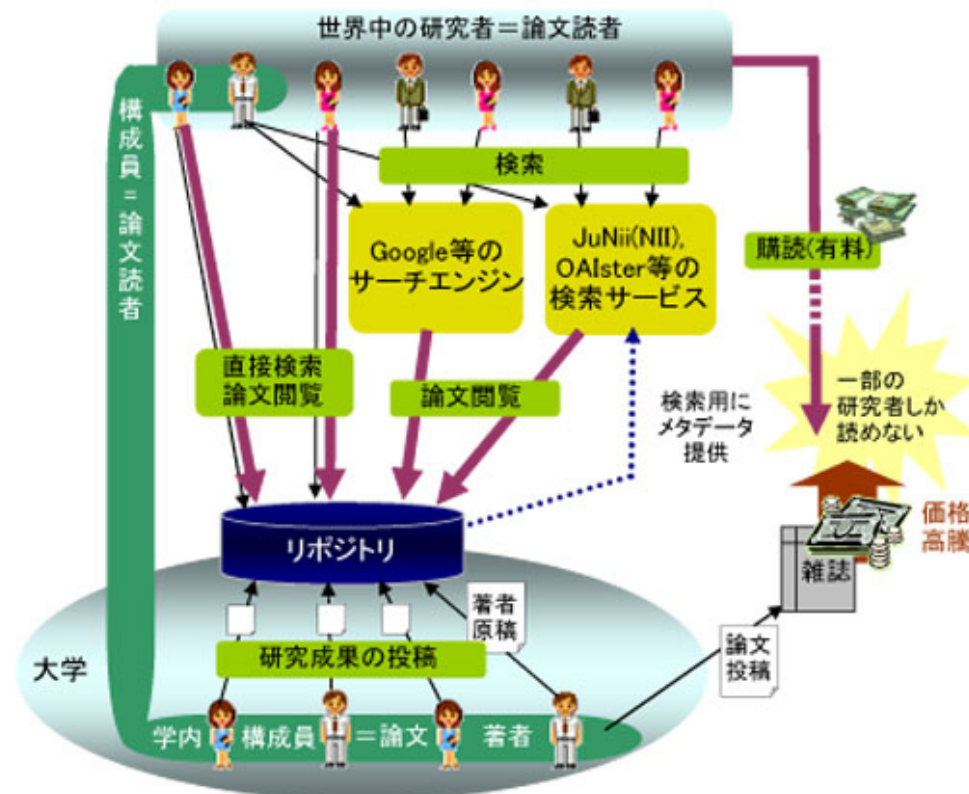 世界中の研究者＝論文読者
構成員＝論文読者
検索
Google等の
サーチエンジン
JuNii(NII),
OAIster等の
検索サービス
購読(有料)
直接検索
論文閲覧
論文閲覧
検索用に
メタデータ
提供
一部の
研究者しか
読めない
価格
高騰
雑誌
リポジトリ
著者
原稿
論文
投稿
研究成果の投稿
大学
学内 構成員 ＝論文 著者